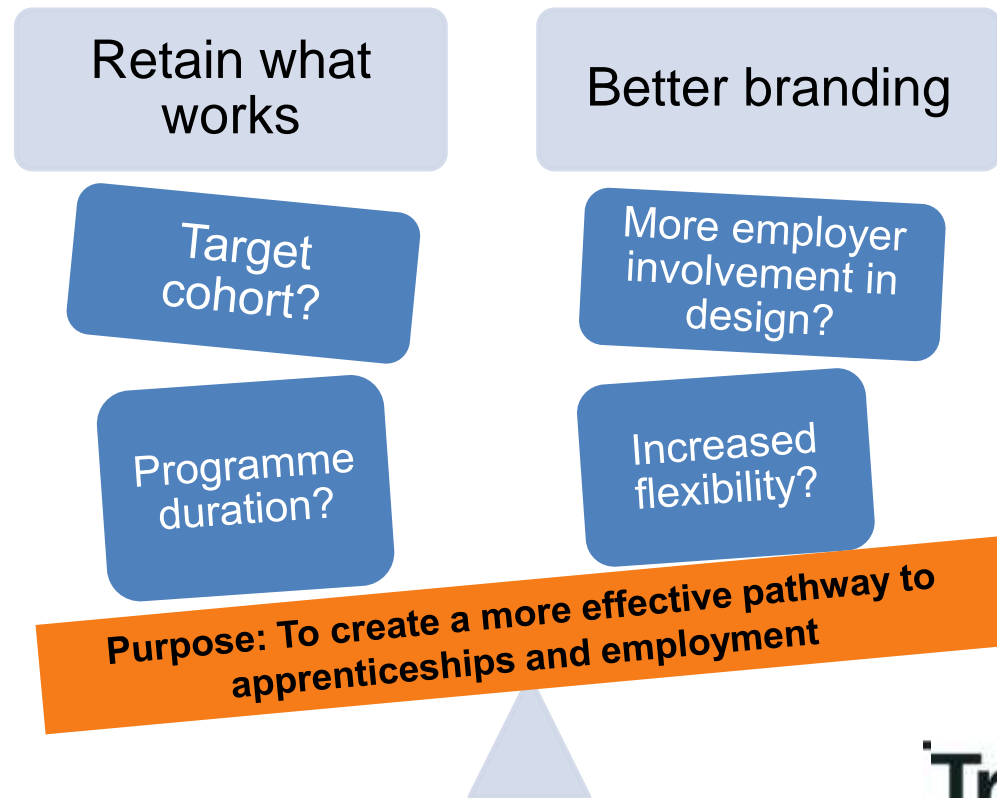 Retain what
works
Better branding
Target
cohort?
More employer
involvement in
design?
Programme
duration?
Increased
flexibility?
Purpose: To create a more effective pathway to
apprenticeships and employment